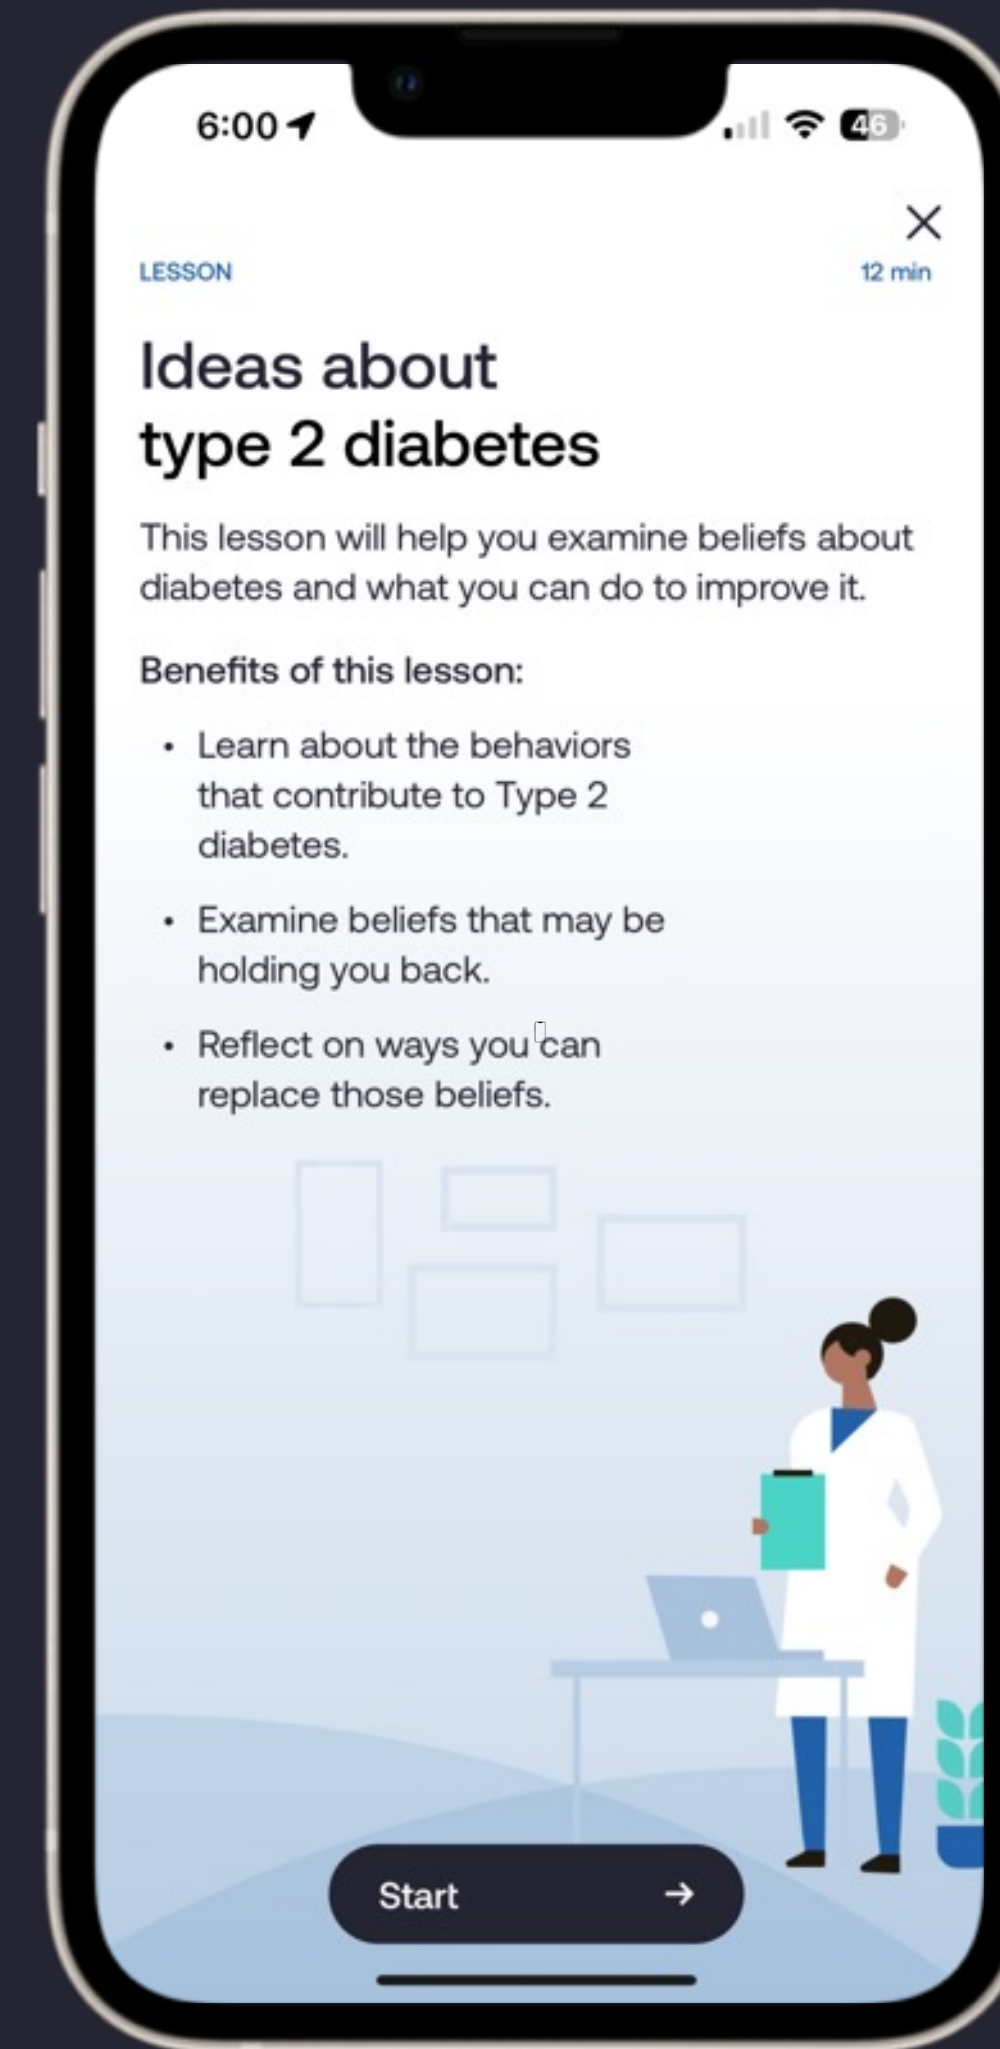 6:00
46
LESSON
12 min
Ideas about
type 2 diabetes
This lesson will help you examine beliefs about
diabetes and what you can do to improve it.
Benefits of this lesson:
• Learn about the behaviors
that contribute to Type 2
diabetes.
• Examine beliefs that may be
holding you back.
• Reflect on ways you can
replace those beliefs.
Start